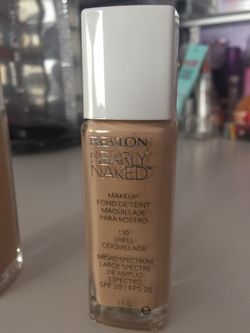 REVLON
NEARLY
NAKED™
MAKEUP
FOND DE TEINT
MAQUILLAJE
PARA ROSTRO
130
SHELL
COQUILLAGE
BROAD SPECTRUM
LARGE SPECTRE
DE AMPLIO
ESPECTRO
SPF 20 / FPS 20